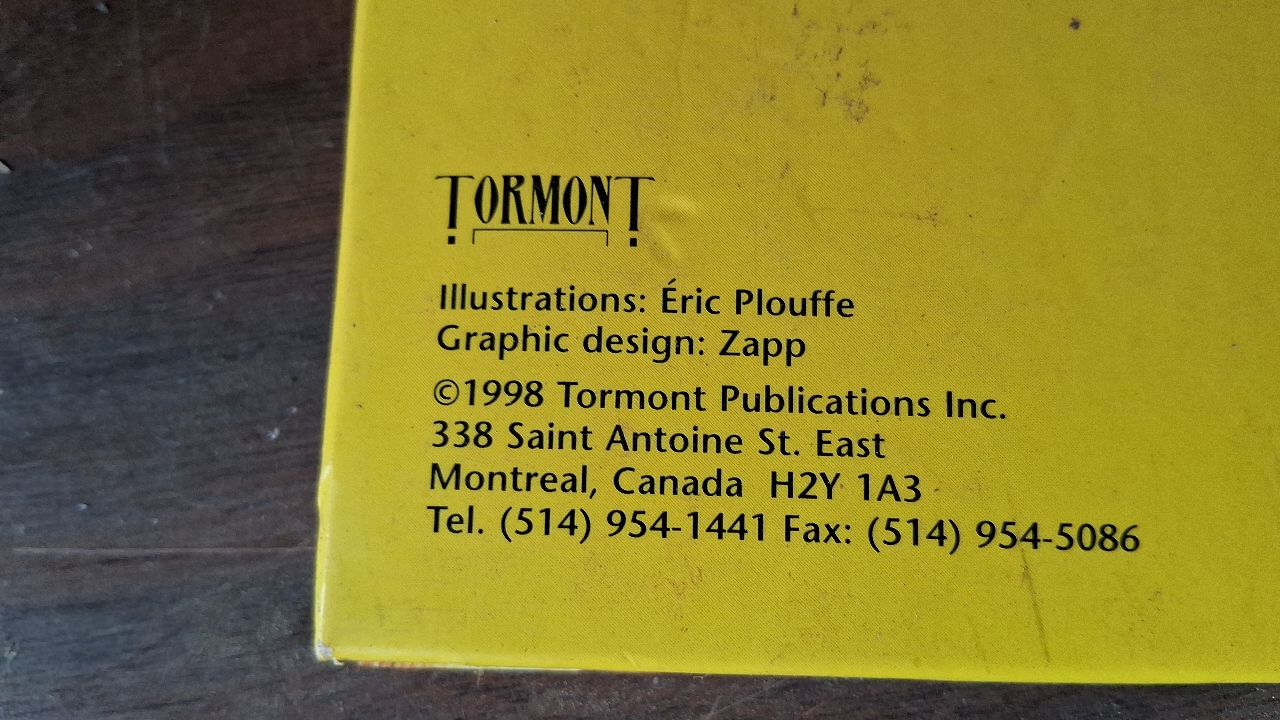 TORMONT
Illustrations: Éric Plouffe
Graphic design: Zapp
©1998 Tormont Publications Inc.
338 Saint Antoine St. East
Montreal, Canada  H2Y 1A3
Tel. (514) 954-1441 Fax: (514) 954-5086